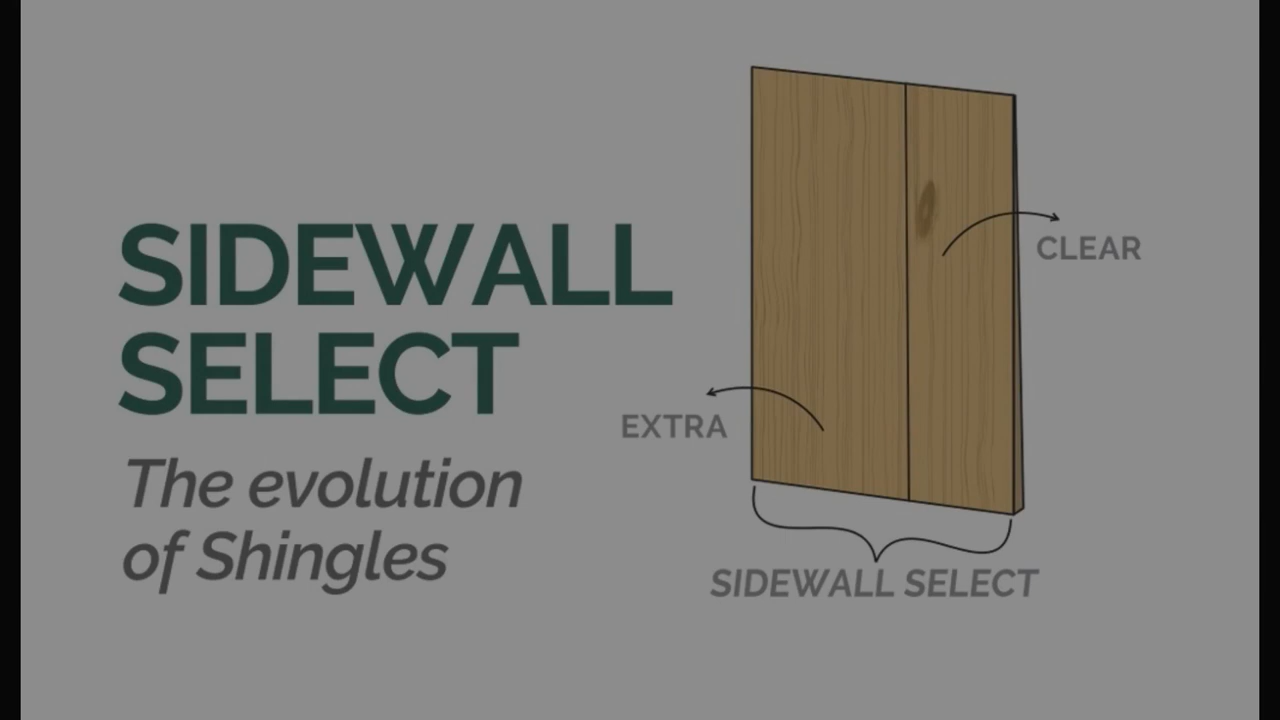 SIDEWALL
SELECT
The evolution
of Shingles
CLEAR
EXTRA
SIDEWALL SELECT